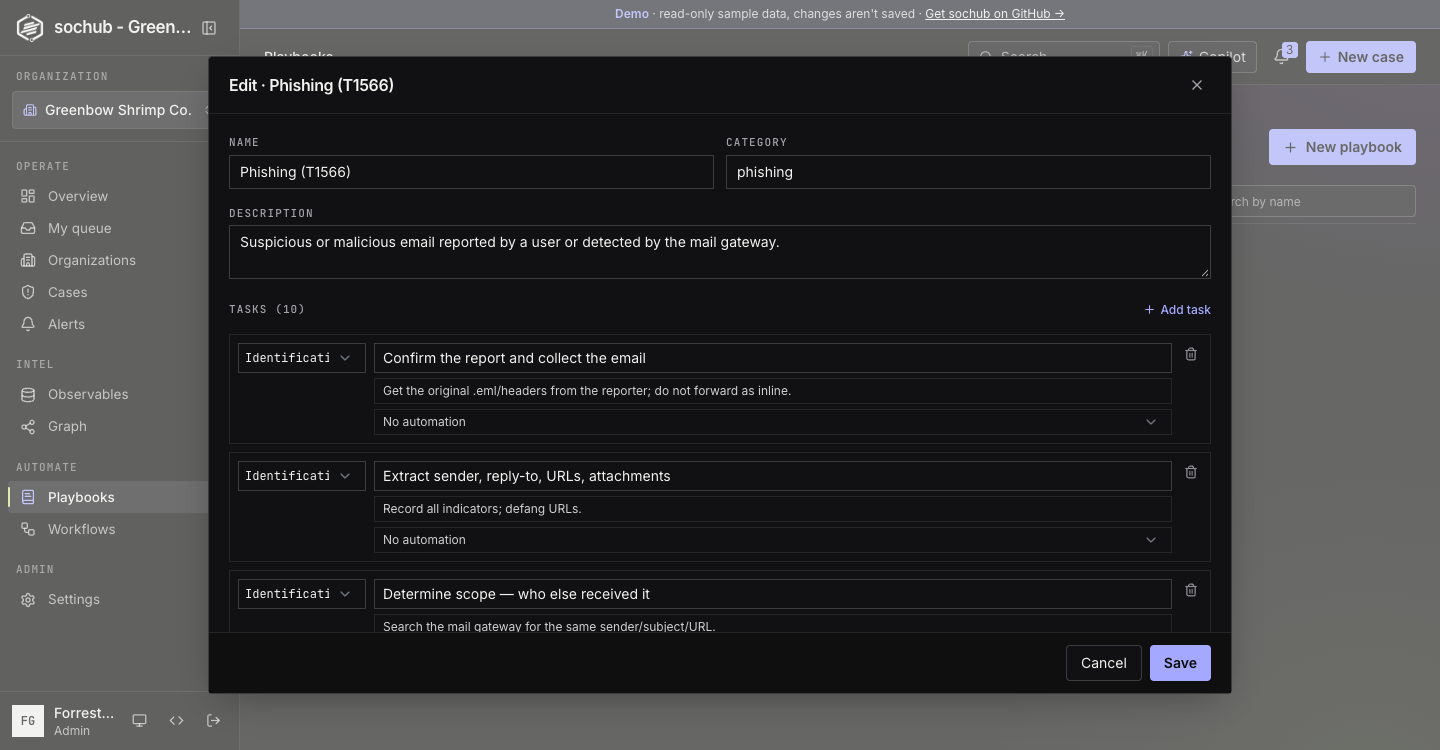 sochub - Green...
Demo · read-only sample data, changes aren't saved · Get sochub on GitHub →
Playbooks
Search
⌘K
Copilot
3
New case
ORGANIZATION
Greenbow Shrimp Co.
OPERATE
Overview
My queue
Organizations
Cases
Alerts
INTEL
Observables
Graph
AUTOMATE
Playbooks
Workflows
ADMIN
Settings
FG
Forrest...
Admin
New playbook
rch by name
Edit · Phishing (T1566)
NAME
CATEGORY
Phishing (T1566)
phishing
DESCRIPTION
Suspicious or malicious email reported by a user or detected by the mail gateway.
TASKS (10)
Add task
Identificati
Confirm the report and collect the email
Get the original .eml/headers from the reporter; do not forward as inline.
No automation
Identificati
Extract sender, reply-to, URLs, attachments
Record all indicators; defang URLs.
No automation
Identificati
Determine scope — who else received it
Search the mail gateway for the same sender/subject/URL.
Cancel
Save